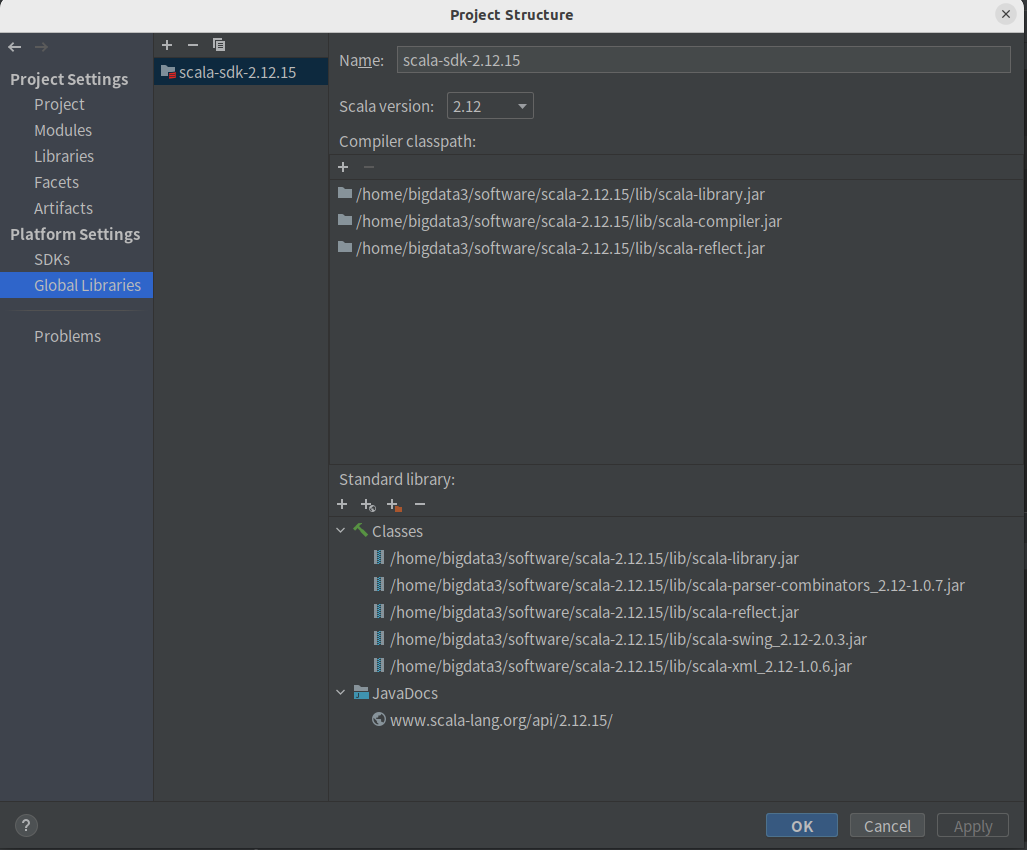 Project Structure
Project Settings
Project
Modules
Libraries
Facets
Artifacts
Platform Settings
SDKs
Global Libraries
Problems
scala-sdk-2.12.15
Name: scala-sdk-2.12.15
Scala version: 2.12
Compiler classpath:
/home/bigdata3/software/scala-2.12.15/lib/scala-library.jar
/home/bigdata3/software/scala-2.12.15/lib/scala-compiler.jar
/home/bigdata3/software/scala-2.12.15/lib/scala-reflect.jar
Standard library:
Classes
/home/bigdata3/software/scala-2.12.15/lib/scala-library.jar
/home/bigdata3/software/scala-2.12.15/lib/scala-parser-combinators_2.12-1.0.7.jar
/home/bigdata3/software/scala-2.12.15/lib/scala-reflect.jar
/home/bigdata3/software/scala-2.12.15/lib/scala-swing_2.12-2.0.3.jar
/home/bigdata3/software/scala-2.12.15/lib/scala-xml_2.12-1.0.6.jar
JavaDocs
www.scala-lang.org/api/2.12.15/
? OK Cancel Apply